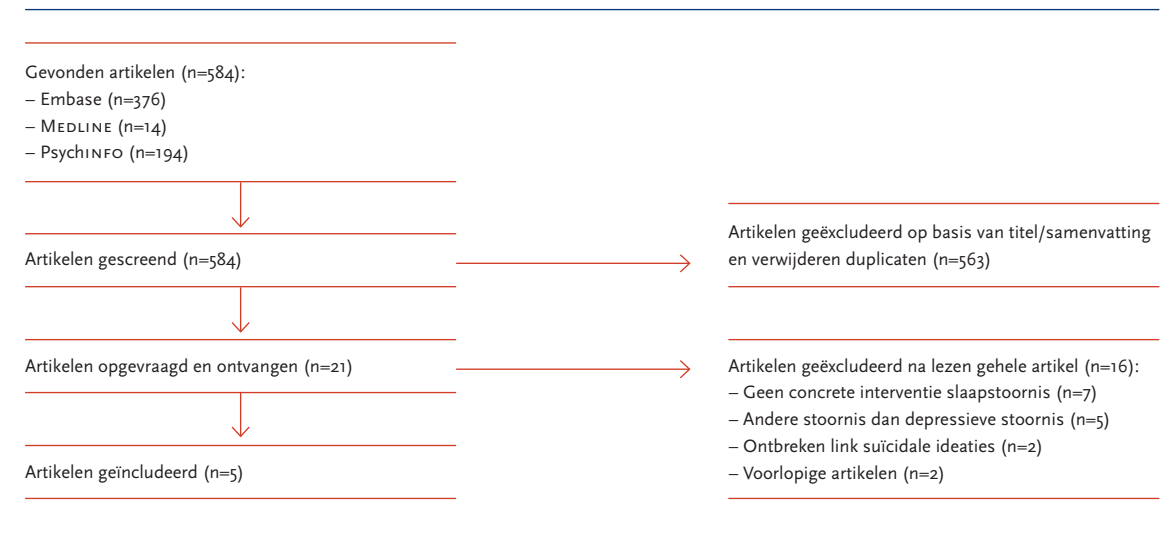 Gevonden artikelen (n=584):
– Embase (n=376)
– MEDLINE (n=14)
– PsychINFO (n=194)
Artikelen gescreend (n=584)
Artikelen geëxcludeerd op basis van titel/samenvatting
en verwijderen duplicaten (n=563)
Artikelen opgevraagd en ontvangen (n=21)
Artikelen geëxcludeerd na lezen gehele artikel (n=16):
– Geen concrete interventie slaapstoornis (n=7)
– Andere stoornis dan depressieve stoornis (n=5)
– Ontbreken link suïcidale ideaties (n=2)
– Voorlopige artikelen (n=2)
Artikelen geïncludeerd (n=5)